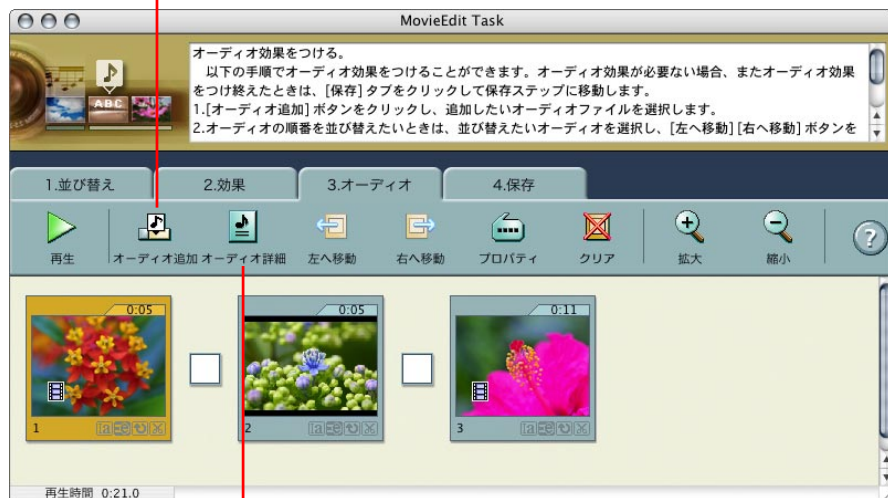 MovieEdit Task
オーディオ効果をつける。
以下の手順でオーディオ効果をつけることができます。オーディオ効果が必要ない場合、またオーディオ効果
をつけ終えたときは、[保存] タブをクリックして保存ステップに移動します。
1.[オーディオ追加] ボタンをクリックし、追加したいオーディオファイルを選択します。
2.オーディオの順番を並び替えたいときは、並び替えたいオーディオを選択し、[左へ移動] [右へ移動] ボタンを
ABC
1.並び替え 2.効果 3.オーディオ 4.保存
再生 オーディオ追加 オーディオ詳細 左へ移動 右へ移動 プロパティ クリア 拡大 縮小 ?
0:05 0:05 0:11
1 2 3
再生時間 0:21.0